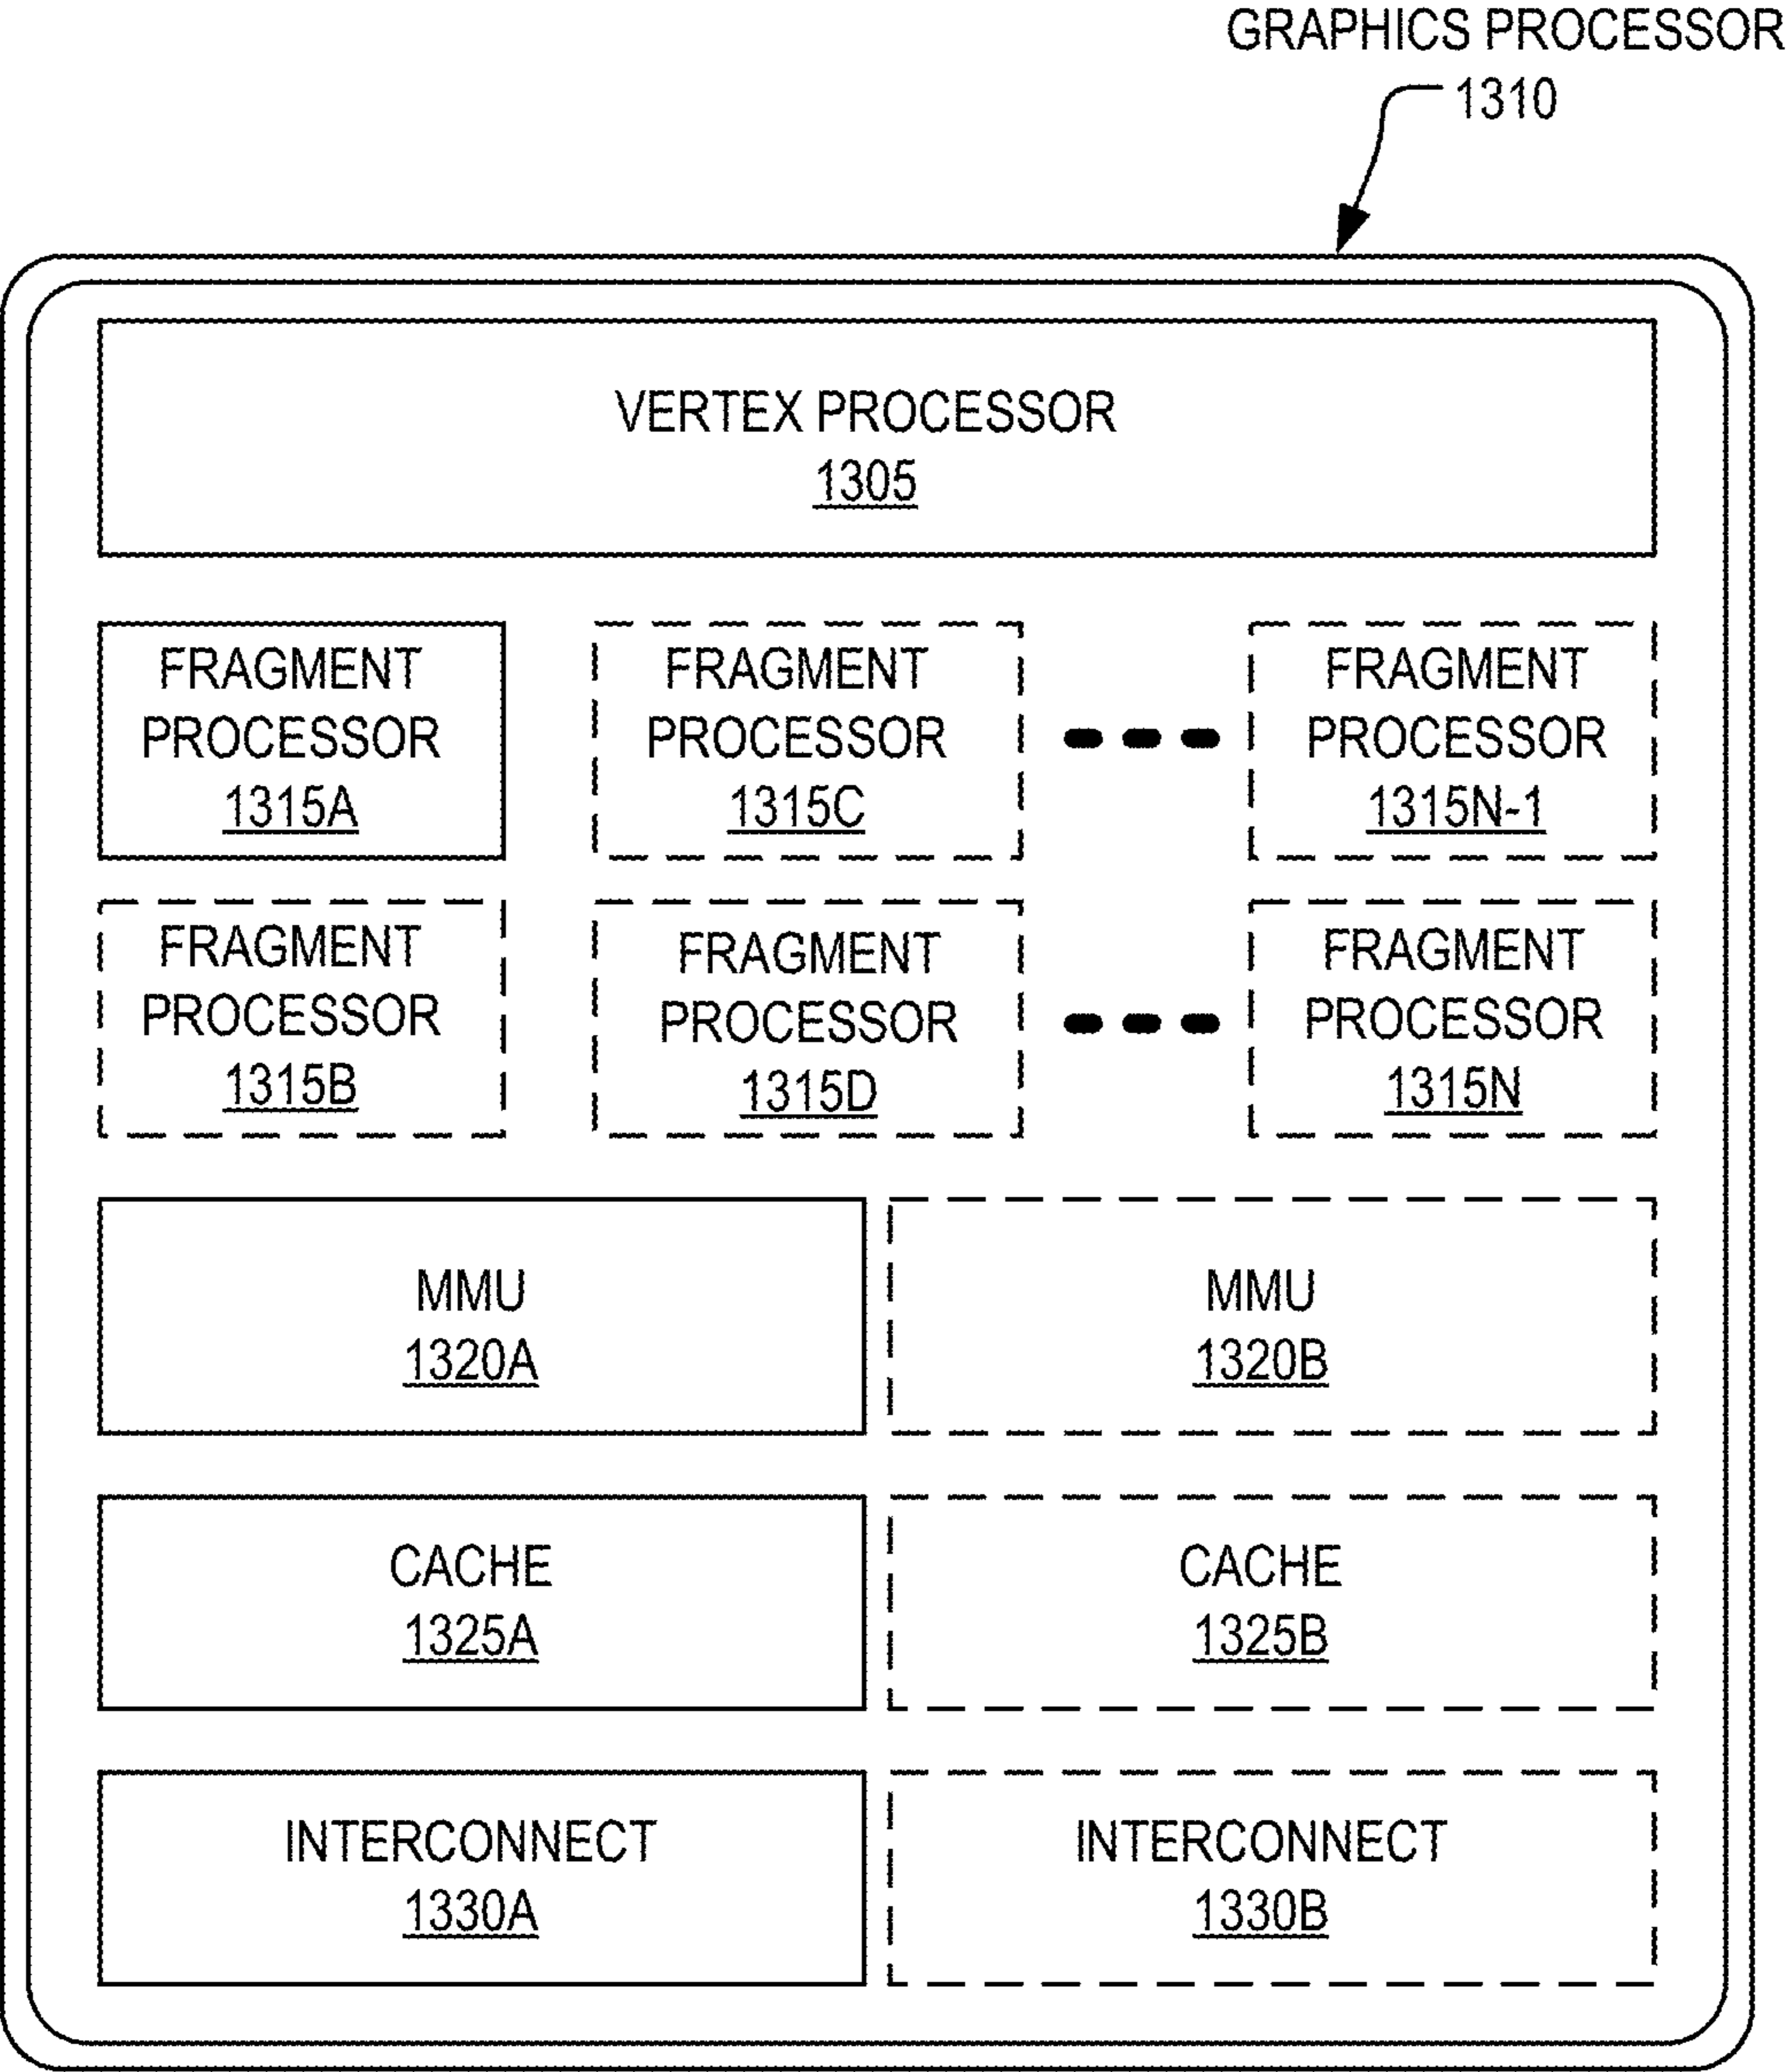 GRAPHICS PROCESSOR
1310
VERTEX PROCESSOR
1305
FRAGMENT
PROCESSOR
1315A
FRAGMENT
PROCESSOR
1315C
FRAGMENT
PROCESSOR
1315N-1
FRAGMENT
PROCESSOR
1315B
FRAGMENT
PROCESSOR
1315D
FRAGMENT
PROCESSOR
1315N
MMU
1320A
MMU
1320B
CACHE
1325A
CACHE
1325B
INTERCONNECT
1330A
INTERCONNECT
1330B